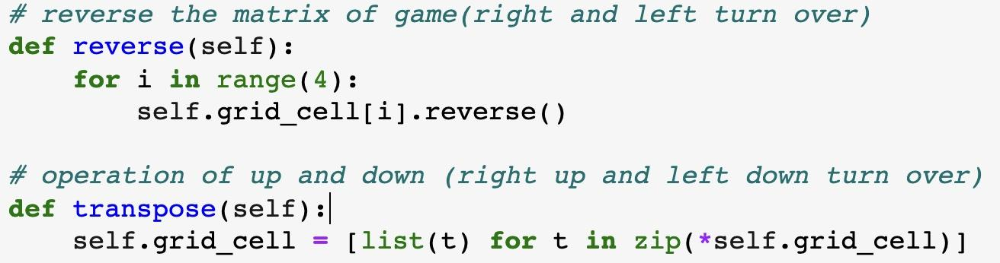 # reverse the matrix of game(right and left turn over)
def reverse(self):
    for i in range(4):
        self.grid_cell[i].reverse()

# operation of up and down (right up and left down turn over)
def transpose(self):
    self.grid_cell = [list(t) for t in zip(*self.grid_cell)]